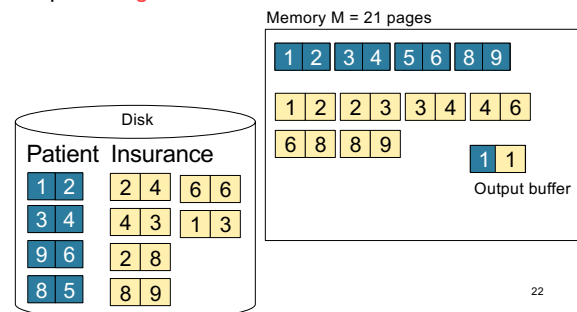 Memory M = 21 pages
1 2 3 4 5 6 8 9
1 2 2 3 3 4 4 6
6 8 8 9
1 1
Output buffer
Disk
Patient Insurance
1 2 2 4 6 6
3 4 4 3 1 3
9 6 2 8
8 5 8 9
22